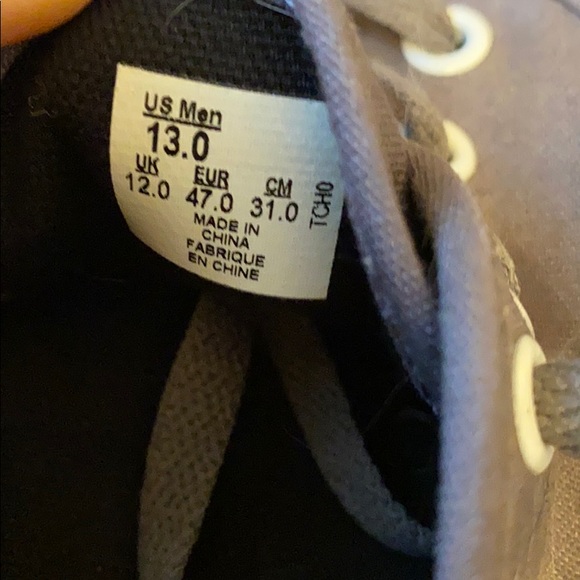 US Men
13.0
UK EUR CM
12.0 47.0 31.0
MADE IN
CHINA
FABRIQUE
EN CHINE
TCH0